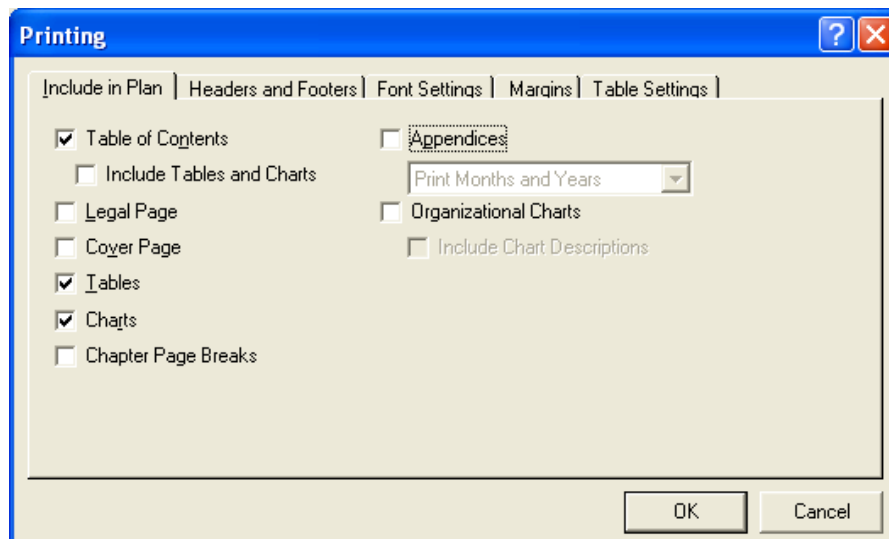 Printing
Include in Plan Headers and Footers Font Settings Margins Table Settings
Table of Contents
Include Tables and Charts
Legal Page
Cover Page
Tables
Charts
Chapter Page Breaks
Appendices
Print Months and Years
Organizational Charts
Include Chart Descriptions
OK Cancel